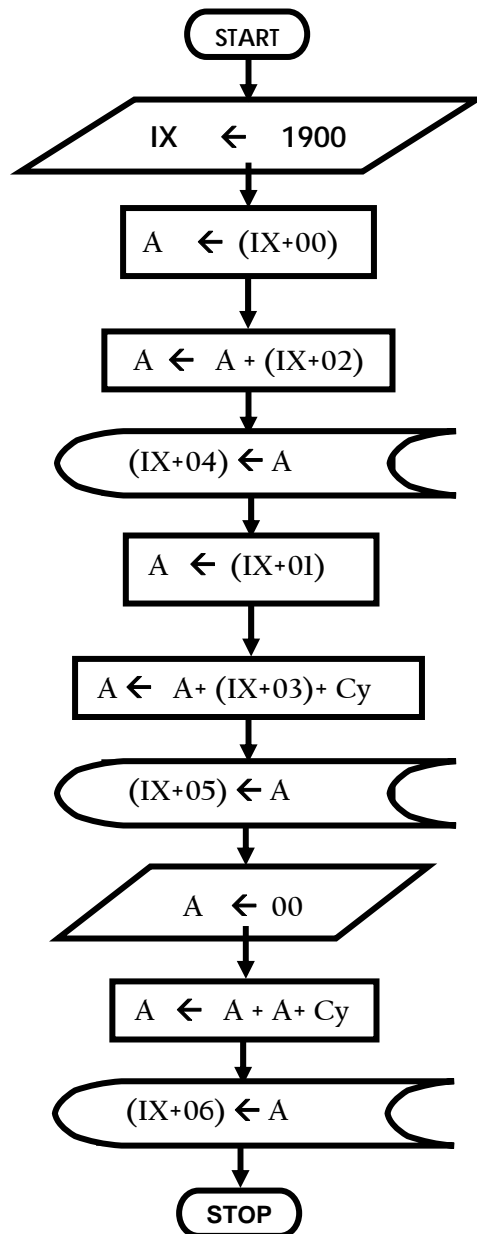 START
IX ← 1900
A ← (IX+00)
A ← A + (IX+02)
(IX+04) ← A
A ← (IX+01)
A ← A+ (IX+03)+ Cy
(IX+05) ← A
A ← 00
A ← A + A+ Cy
(IX+06) ← A
STOP